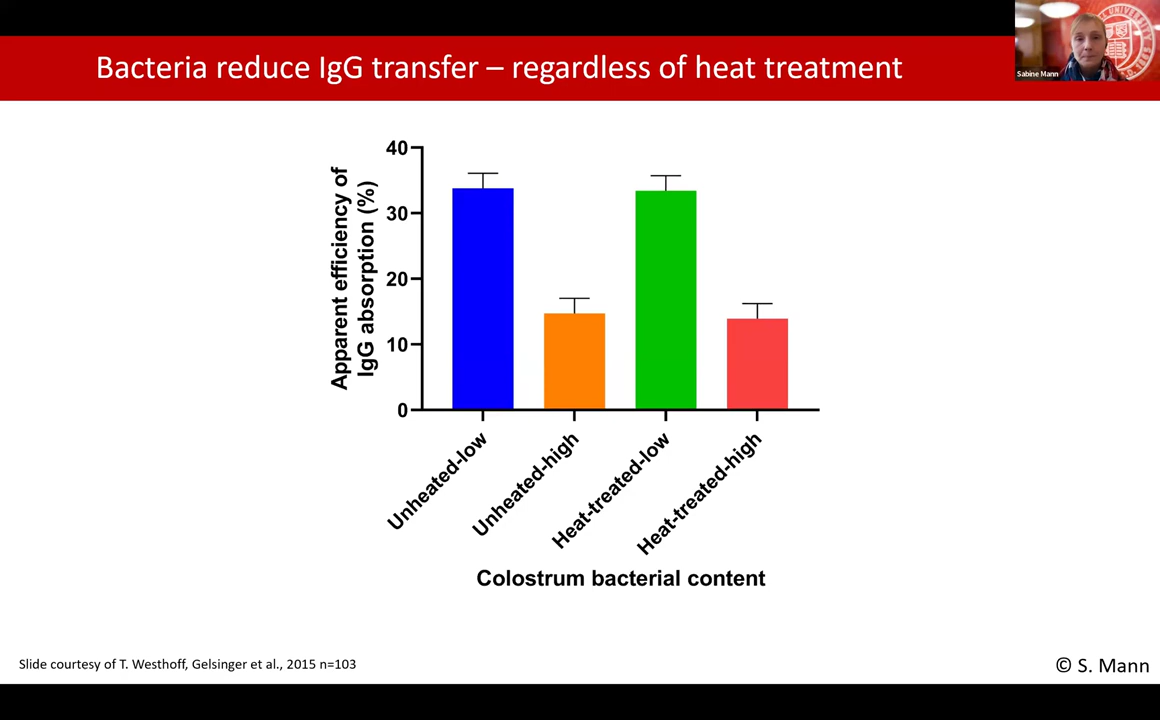 Bacteria reduce IgG transfer – regardless of heat treatment
Sabine Mann
Apparent efficiency of
IgG absorption (%)
40
30
20
10
0
Unheated-low
Unheated-high
Heat-treated-low
Heat-treated-high
Colostrum bacterial content
Slide courtesy of T. Westhoff, Gelsinger et al., 2015 n=103
© S. Mann